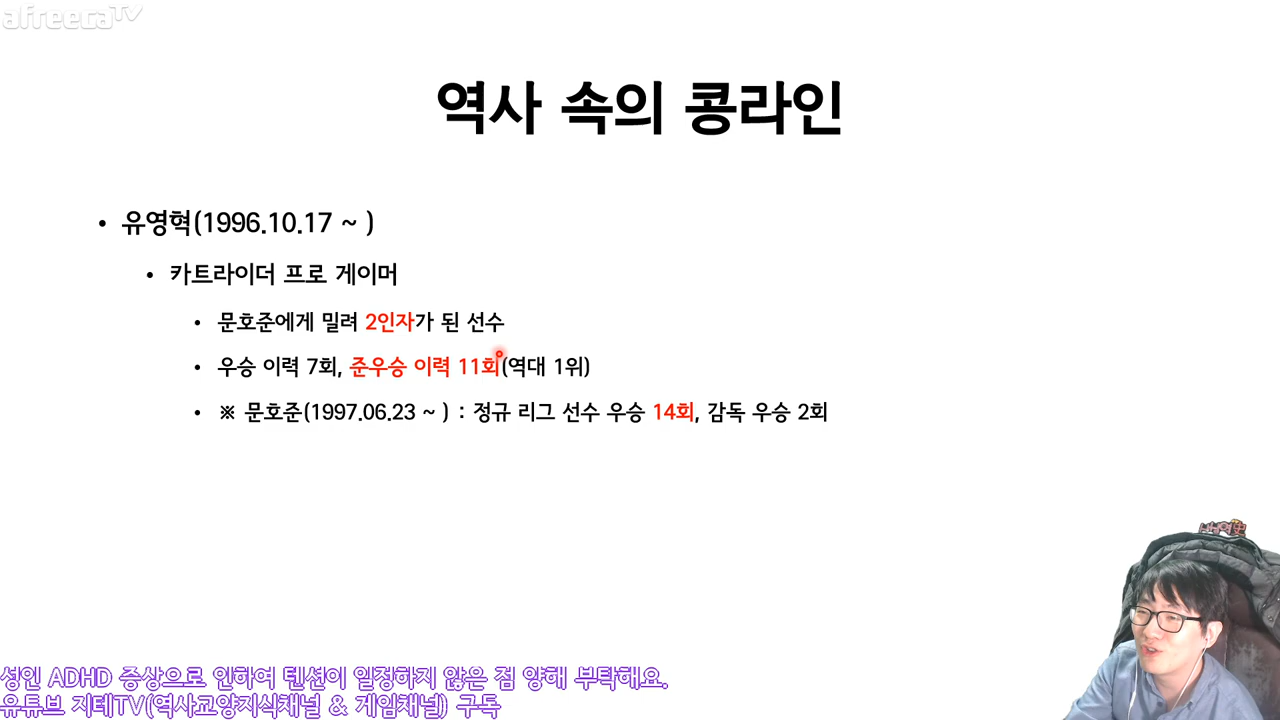 afreecaTV
역사 속의 콩라인
• 유영혁(1996.10.17 ~ )
• 카트라이더 프로 게이머
• 문호준에게 밀려 2인자가 된 선수
• 우승 이력 7회, 준우승 이력 11회(역대 1위)
• ※ 문호준(1997.06.23 ~ ) : 정규 리그 선수 우승 14회, 감독 우승 2회
성인 ADHD 증상으로 인하여 텐션이 일정하지 않은 점 양해 부탁해요.
유튜브 지테TV(역사교양지식채널 & 게임채널) 구독